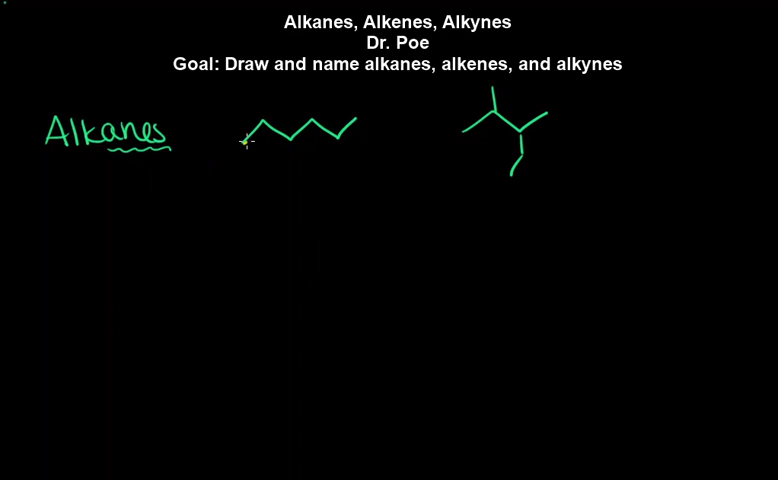 Alkanes, Alkenes, Alkynes
Dr. Poe
Goal: Draw and name alkanes, alkenes, and alkynes
Alkanes